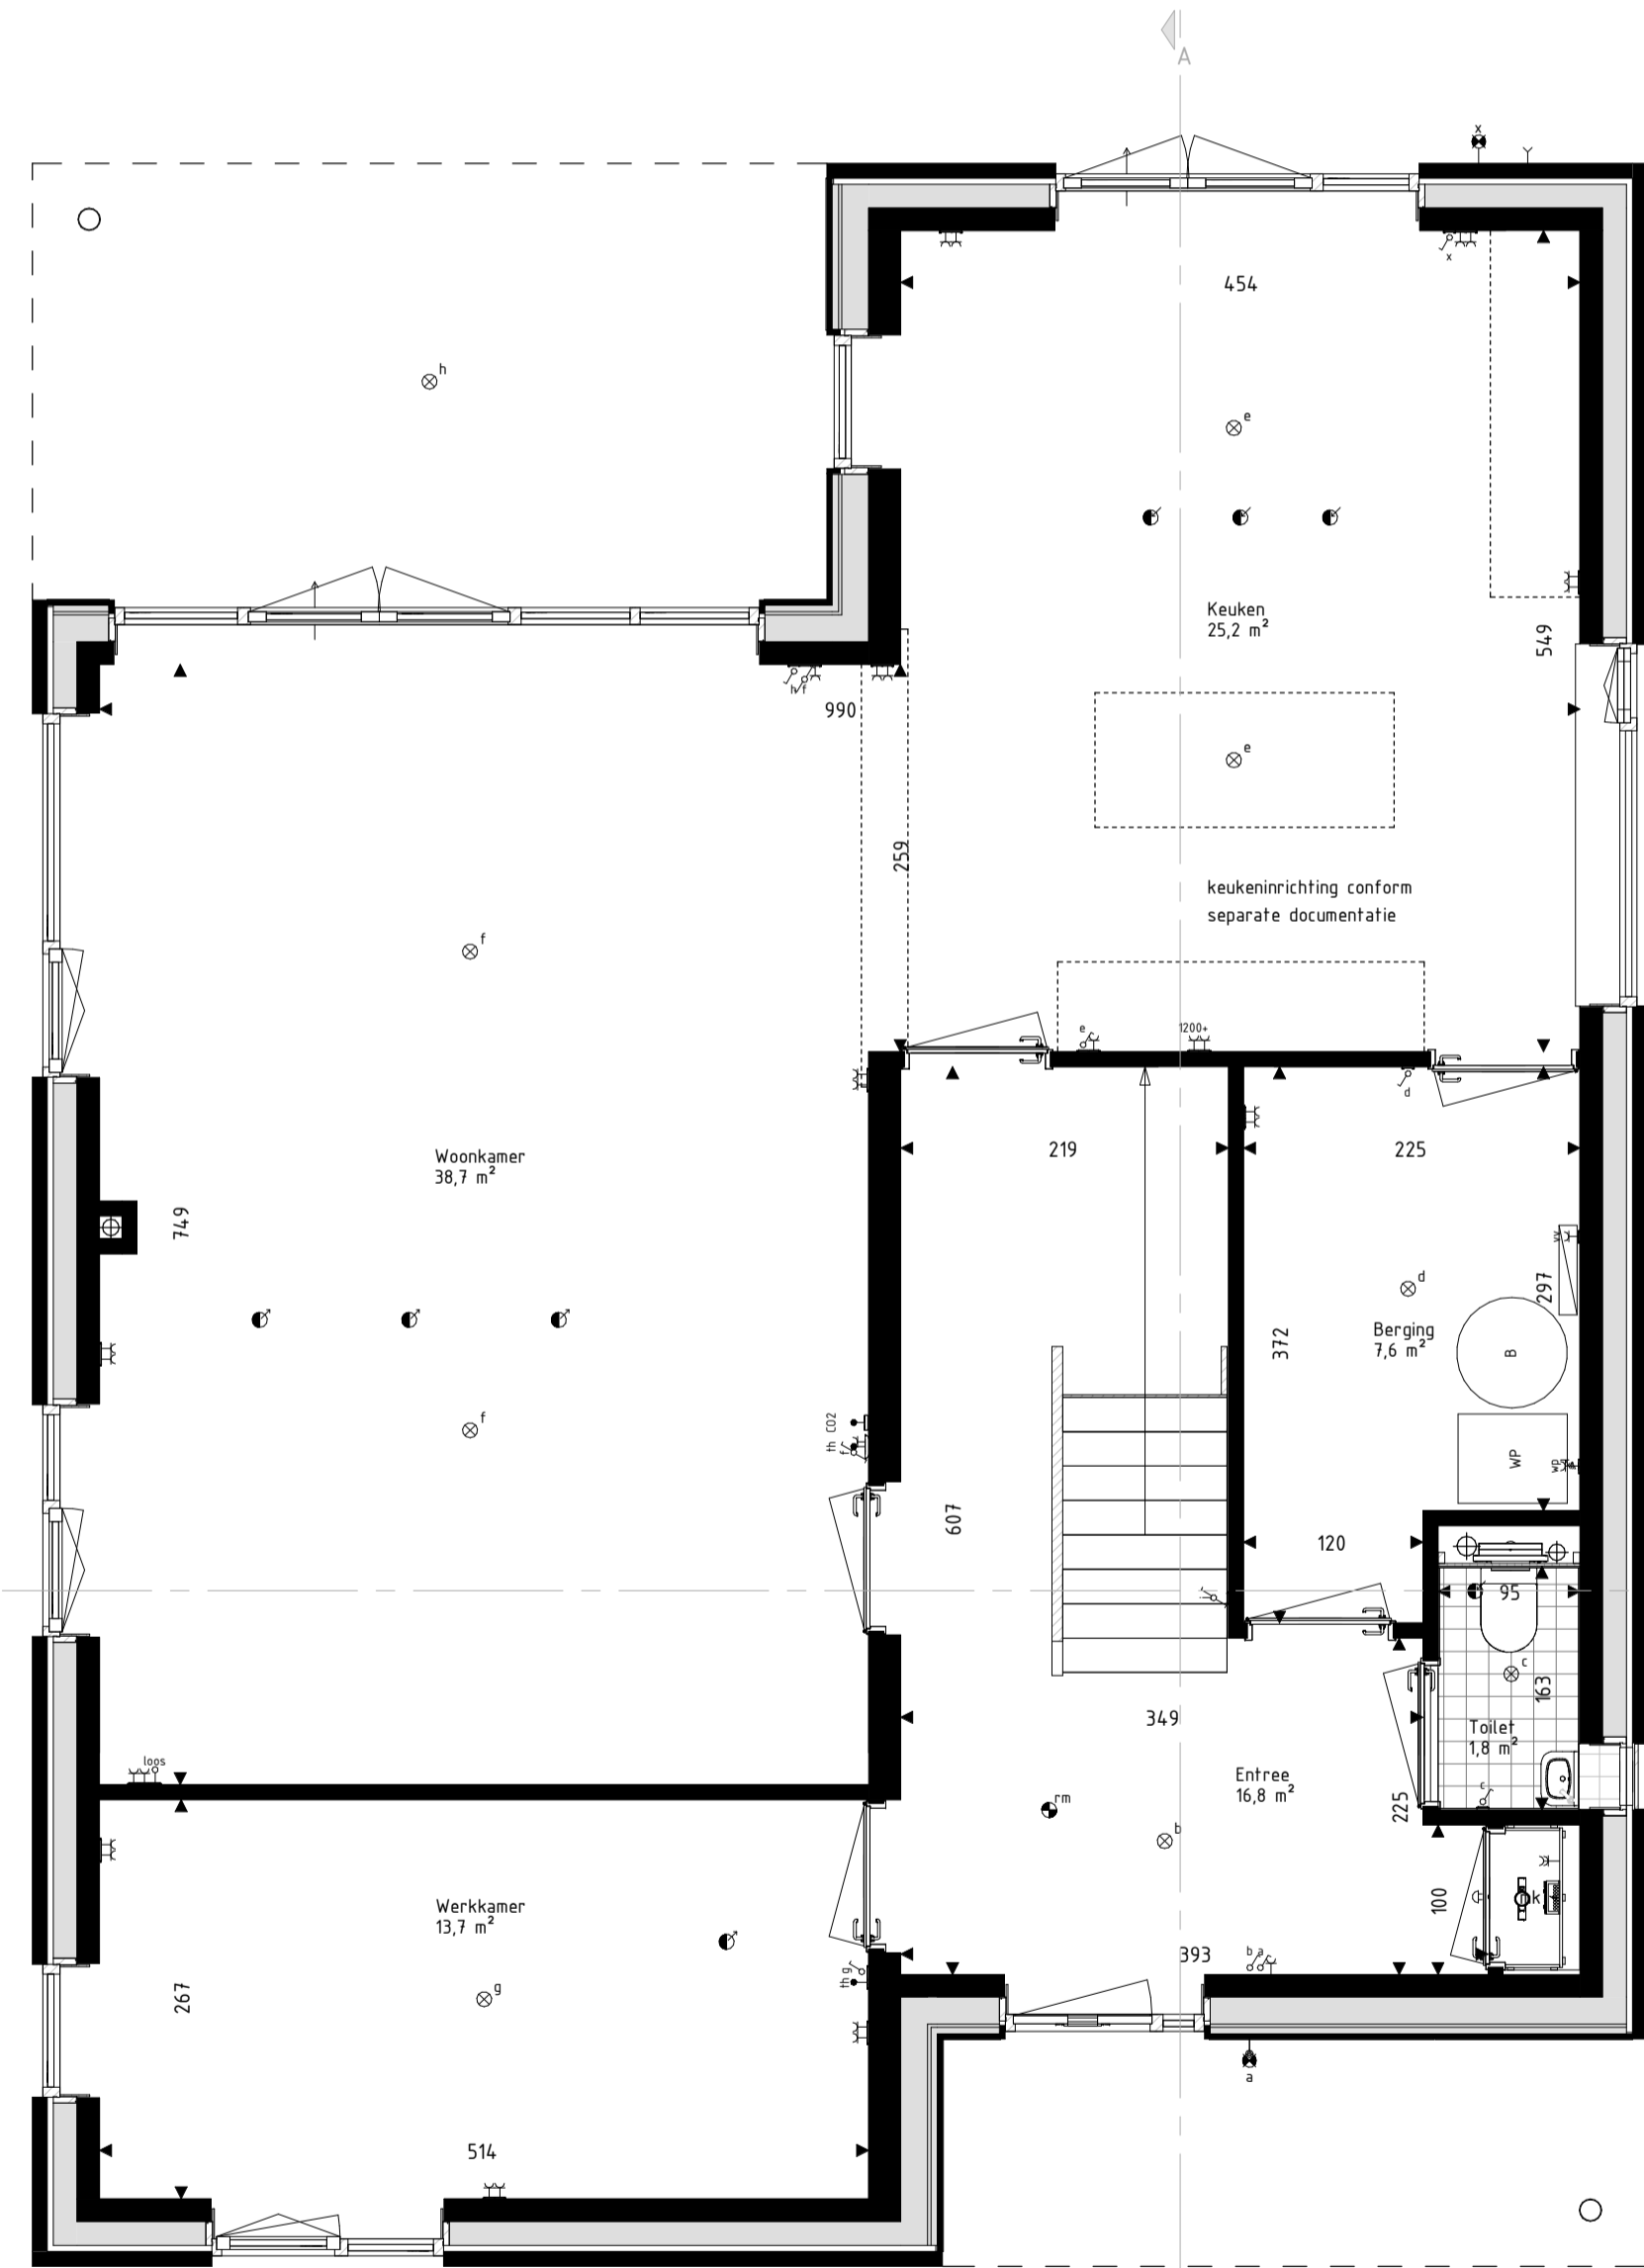 A
x
x
454
h
e
Keuken
25,2 m²
549
h f
990
e
259
keukeninrichting conform
separate documentatie
f
e
1200+
d
219
225
Woonkamer
38,7 m²
749
d
297
Berging
7,6 m²
372
B
f
th CO2
f
WP
wp
607
120
95
c
163
349
Toilet
1,8 m²
loos
Entree
16,8 m²
c
rm
225
b
Werkkamer
13,7 m²
100
k
393
b a
th g
267
g
a
514